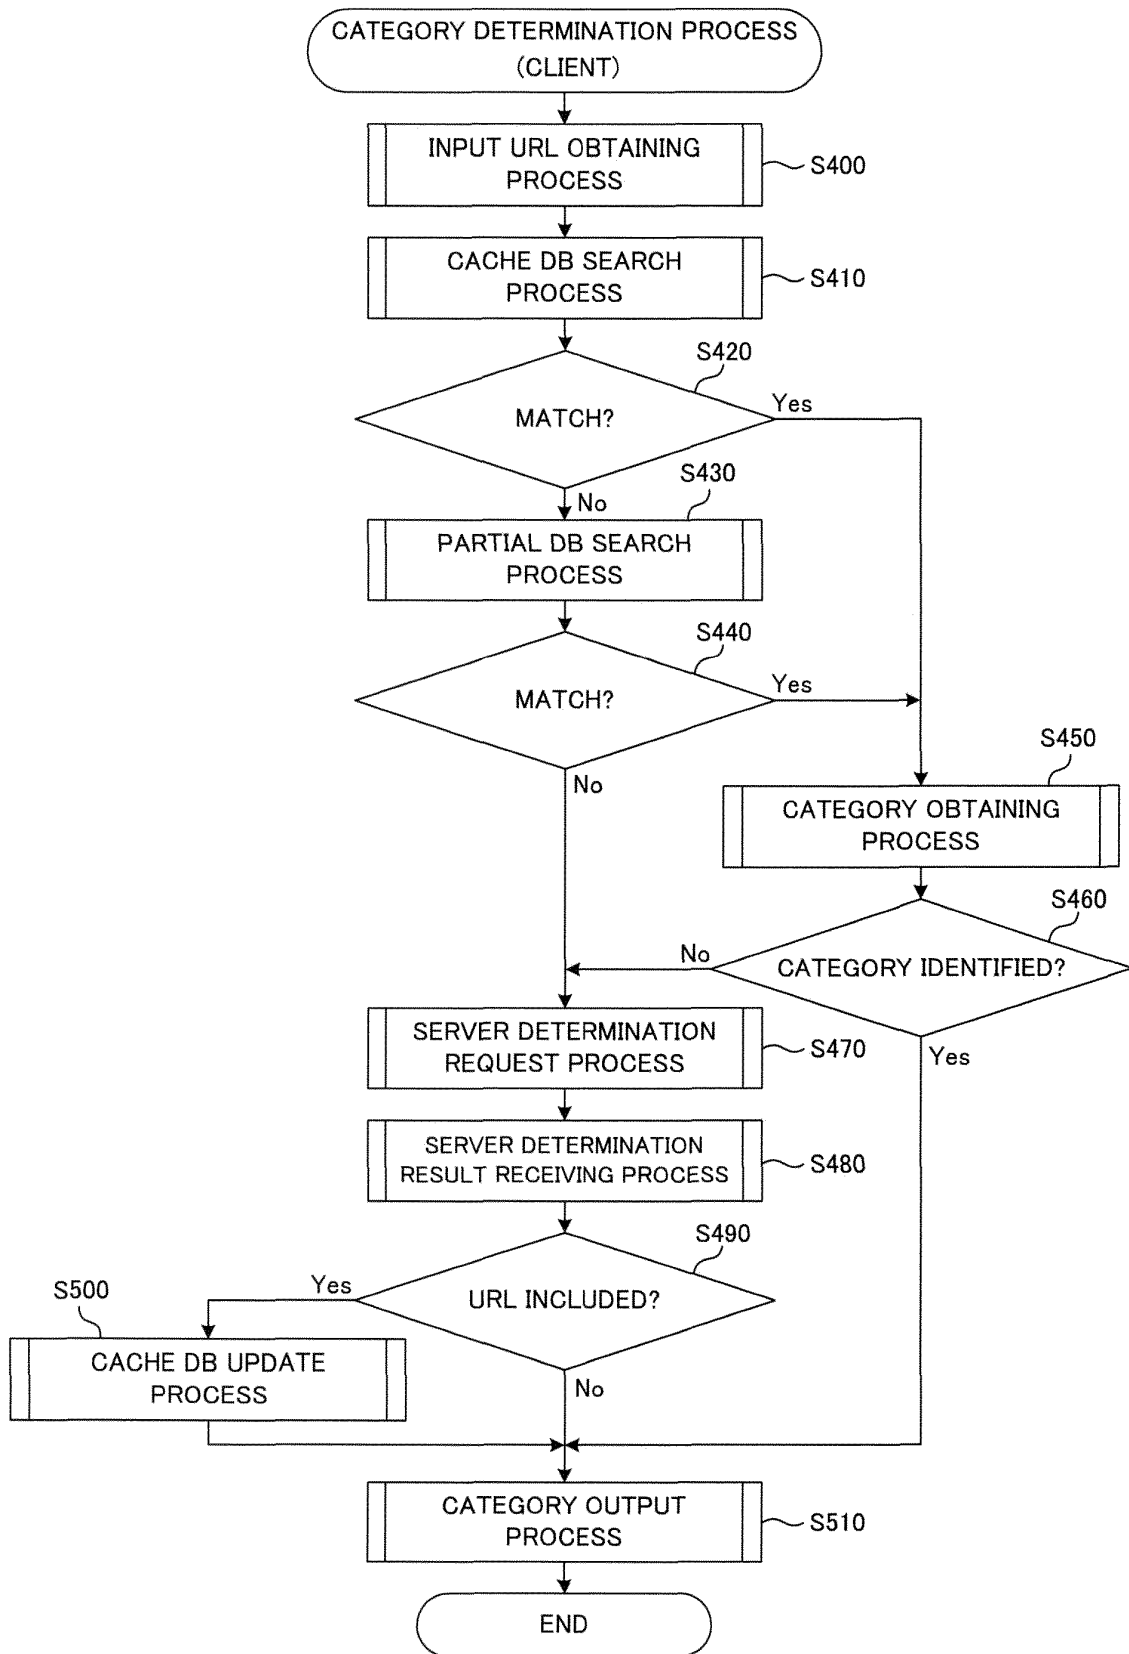 CATEGORY DETERMINATION PROCESS
(CLIENT)
INPUT URL OBTAINING
PROCESS
S400
CACHE DB SEARCH
PROCESS
S410
S420
MATCH?
Yes
No
S430
PARTIAL DB SEARCH
PROCESS
S440
MATCH?
Yes
No
S450
CATEGORY OBTAINING
PROCESS
S460
CATEGORY IDENTIFIED?
No
Yes
SERVER DETERMINATION
REQUEST PROCESS
S470
SERVER DETERMINATION
RESULT RECEIVING PROCESS
S480
S490
URL INCLUDED?
Yes
No
S500
CACHE DB UPDATE
PROCESS
CATEGORY OUTPUT
PROCESS
S510
END